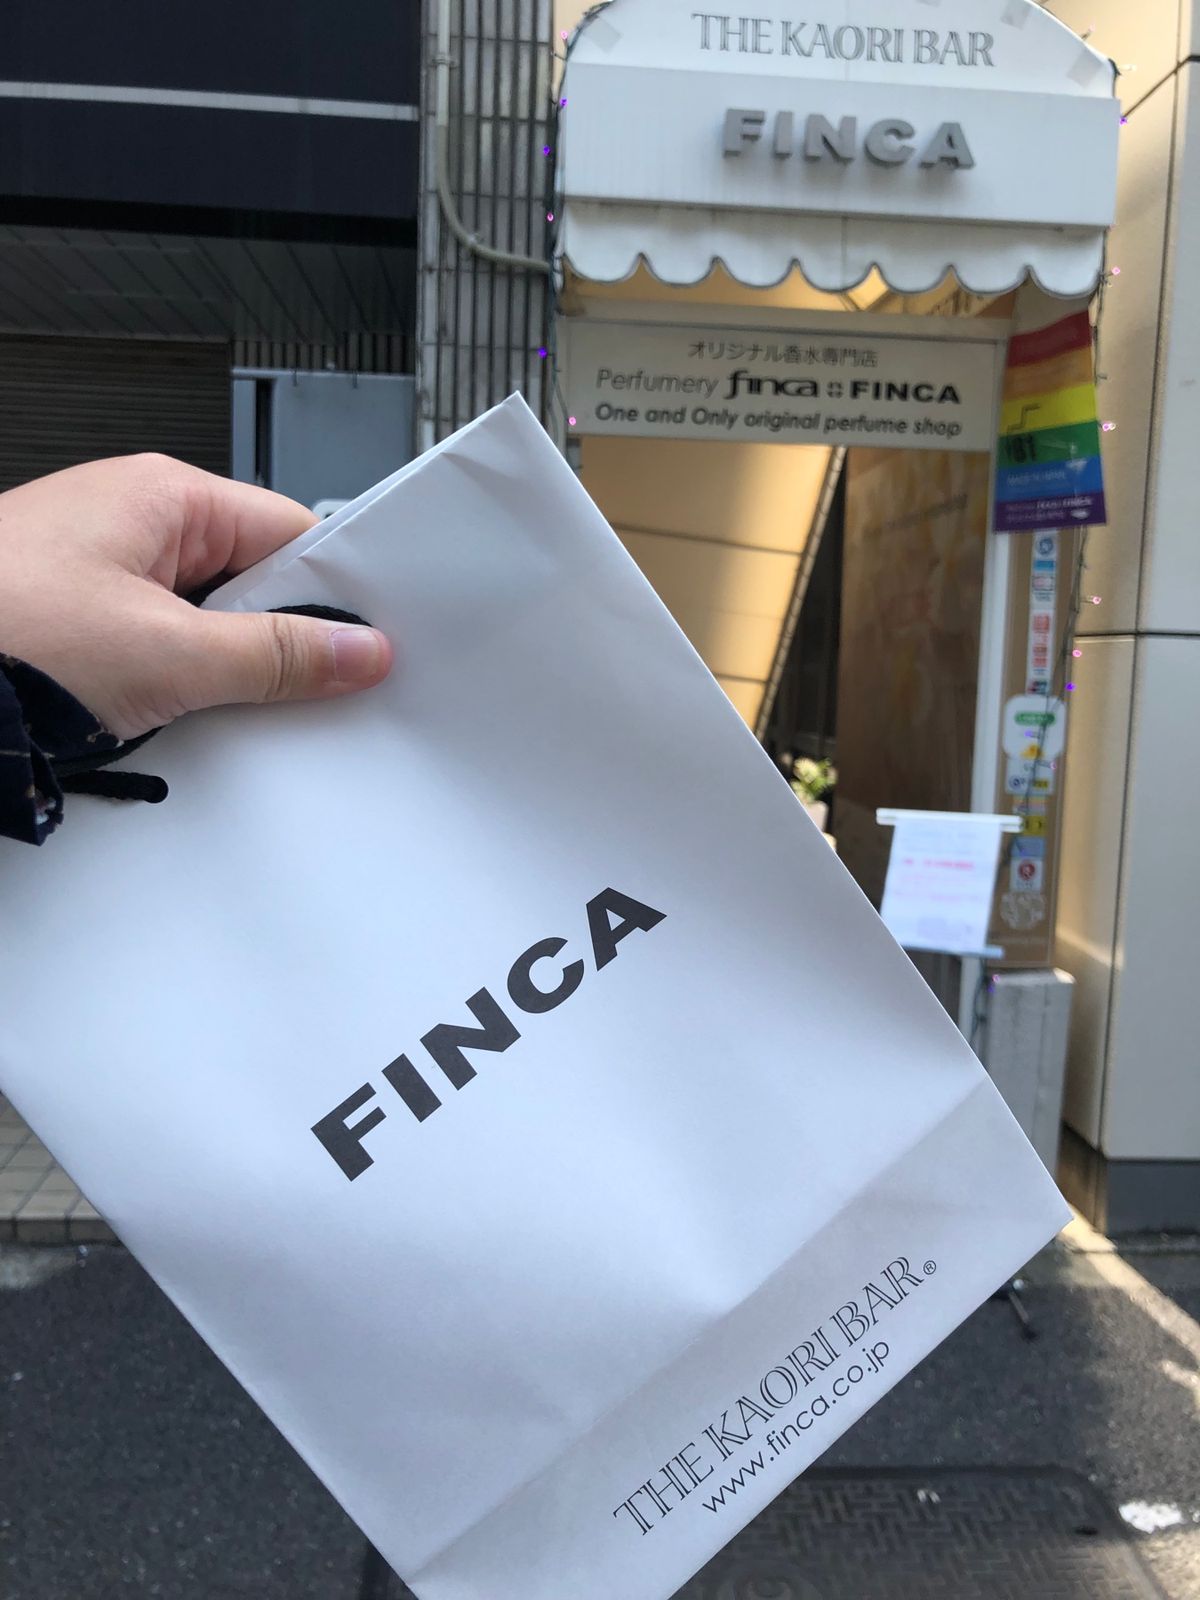 THE KAORI BAR
FINCA
オリジナル香水専門店
Perfumery finca :: FINCA
One and Only original perfume shop
FINCA
THE KAORI BAR®
www.finca.co.jp